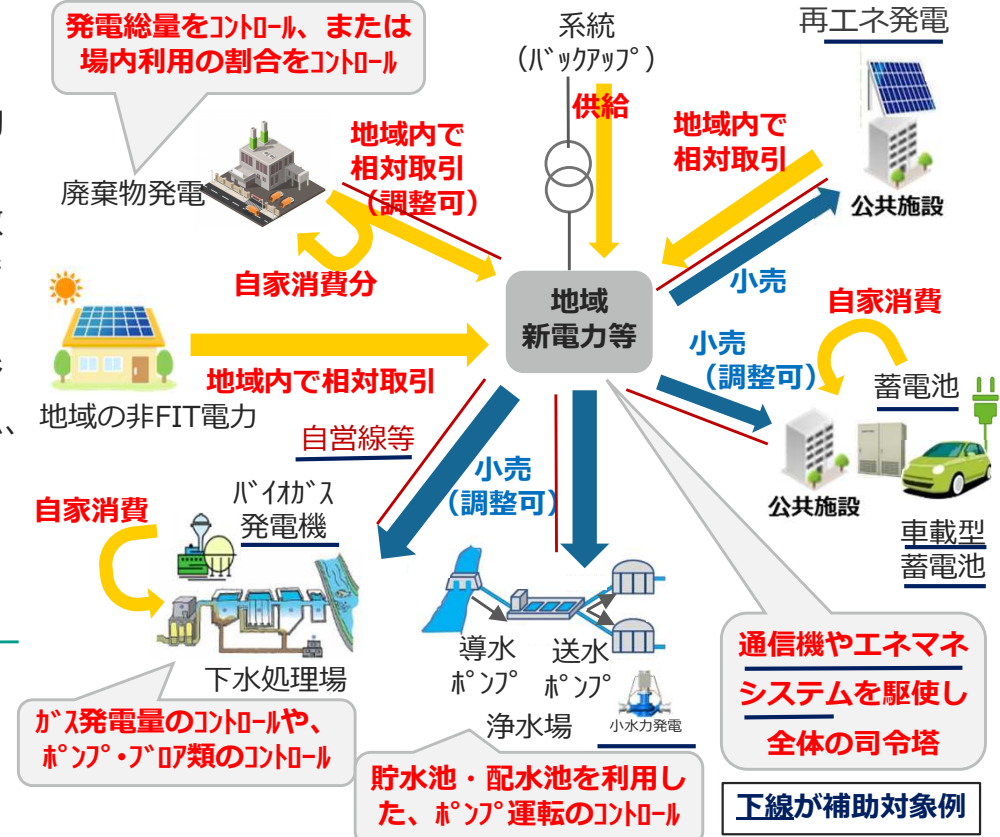 発電総量をｺﾝﾄﾛｰﾙ、または
場内利用の割合をｺﾝﾄﾛｰﾙ
系統
（ﾊﾞｯｸｱｯﾌﾟ）
供給
再エネ発電
公共施設
地域内で
相対取引
小売
廃棄物発電
地域内で
相対取引
（調整可）
自家消費分
地域
新電力等
地域の非FIT電力
地域内で相対取引
小売
（調整可）
自家消費
蓄電池
公共施設
車載型
蓄電池
自営線等
小売
（調整可）
自家消費
ﾊﾞｲｵｶﾞｽ
発電機
下水処理場
導水
ﾎﾟﾝﾌﾟ
送水
ﾎﾟﾝﾌﾟ
浄水場
小水力発電
ｶﾞｽ発電量のｺﾝﾄﾛｰﾙや、
ﾎﾟﾝﾌﾟ・ﾌﾞﾛｱ類のｺﾝﾄﾛｰﾙ
貯水池・配水池を利用し
た、ﾎﾟﾝﾌﾟ運転のｺﾝﾄﾛｰﾙ
通信機やエネマネ
システムを駆使し
全体の司令塔
下線が補助対象例